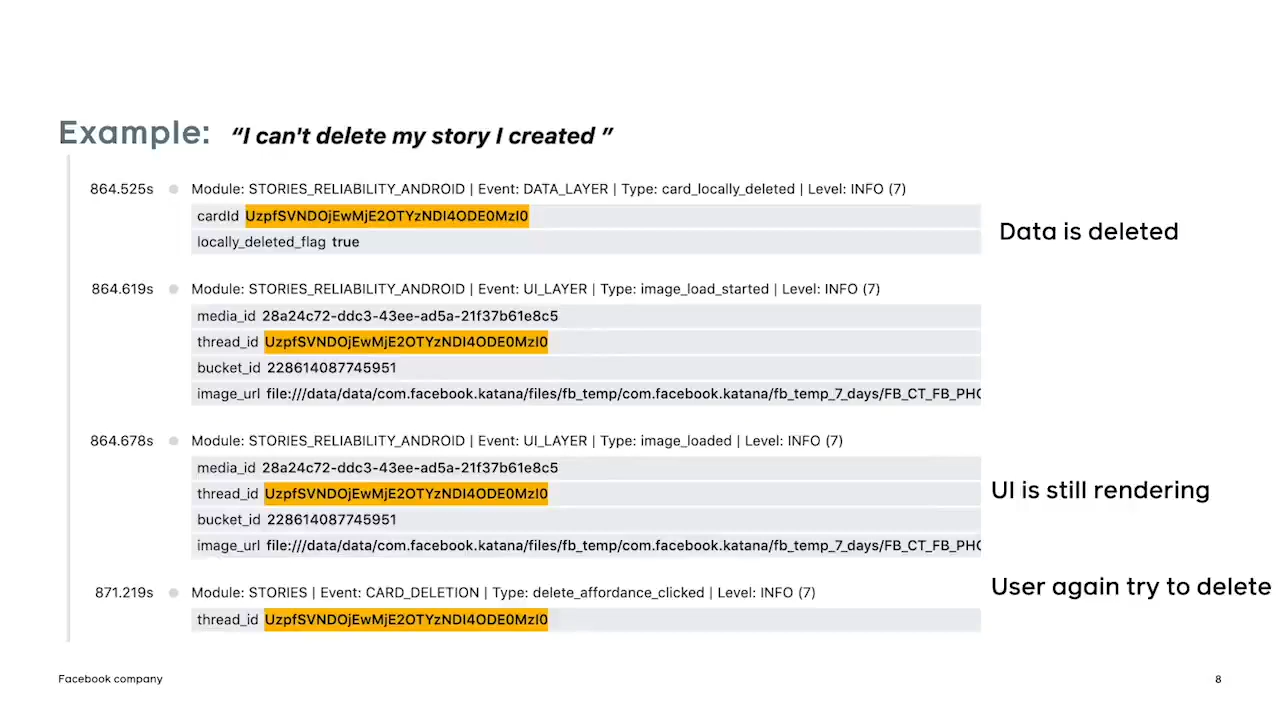 Example: “I can't delete my story I created ”
864.525s Module: STORIES_RELIABILITY_ANDROID | Event: DATA_LAYER | Type: card_locally_deleted | Level: INFO (7)
cardId UzpfSVNDOjEwMjE2OTYzNDI4ODE0MzI0
locally_deleted_flag true
Data is deleted
864.619s Module: STORIES_RELIABILITY_ANDROID | Event: UI_LAYER | Type: image_load_started | Level: INFO (7)
media_id 28a24c72-ddc3-43ee-ad5a-21f37b61e8c5
thread_id UzpfSVNDOjEwMjE2OTYzNDI4ODE0MzI0
bucket_id 228614087745951
image_url file:///data/data/com.facebook.katana/files/fb_temp/com.facebook.katana/fb_temp_7_days/FB_CT_FB_PHO
864.678s Module: STORIES_RELIABILITY_ANDROID | Event: UI_LAYER | Type: image_loaded | Level: INFO (7)
media_id 28a24c72-ddc3-43ee-ad5a-21f37b61e8c5
thread_id UzpfSVNDOjEwMjE2OTYzNDI4ODE0MzI0
UI is still rendering
bucket_id 228614087745951
image_url file:///data/data/com.facebook.katana/files/fb_temp/com.facebook.katana/fb_temp_7_days/FB_CT_FB_PHO
871.219s Module: STORIES | Event: CARD_DELETION | Type: delete_affordance_clicked | Level: INFO (7)
User again try to delete
thread_id UzpfSVNDOjEwMjE2OTYzNDI4ODE0MzI0
Facebook company
8